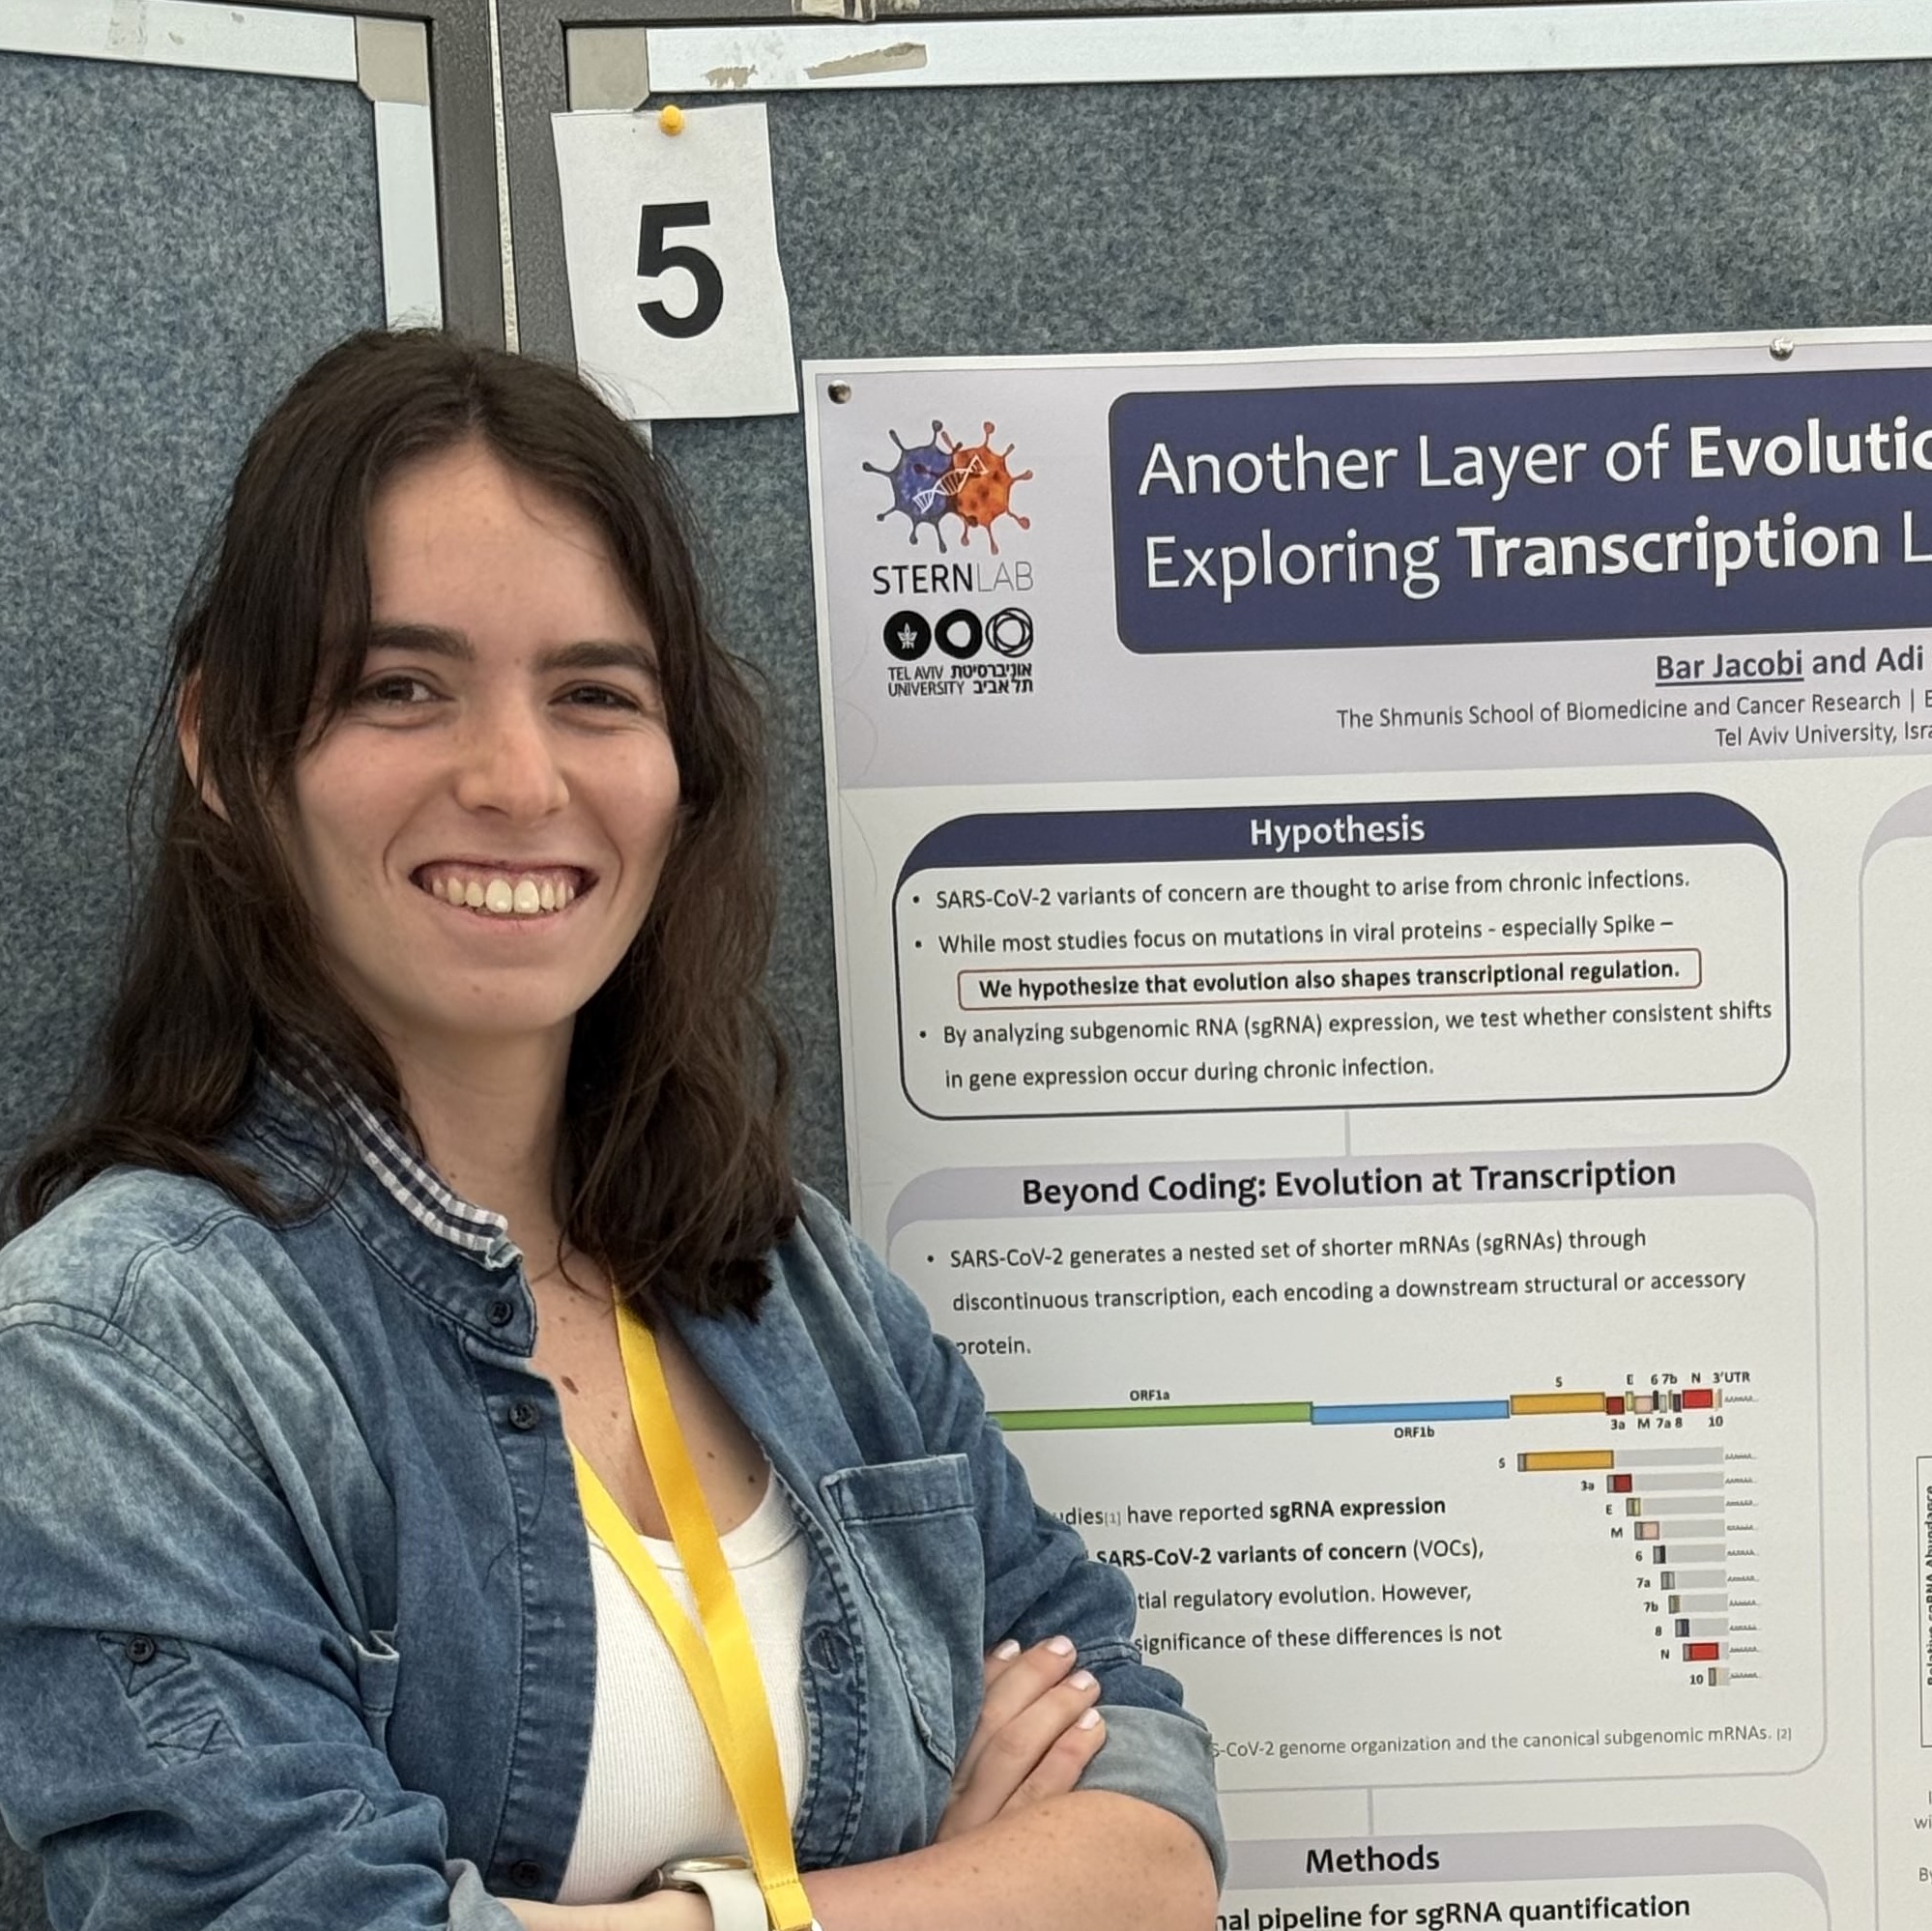 5
STERNLAB
TEL AVIV אוניברסיטת
UNIVERSITY תל אביב
Another Layer of
Exploring Transcription
Bar Jacobi and Adi
The Shmunis School of Biomedicine and Cancer Research |
Tel Aviv University,
Hypothesis
• SARS-CoV-2 variants of concern are thought to arise from chronic infections.
• While most studies focus on mutations in viral proteins - especially Spike –
We hypothesize that evolution also shapes transcriptional regulation.
• By analyzing subgenomic RNA (sgRNA) expression, we test whether consistent shifts
in gene expression occur during chronic infection.
Beyond Coding: Evolution at Transcription
• SARS-CoV-2 generates a nested set of shorter mRNAs (sgRNAs) through
discontinuous transcription, each encoding a downstream structural or accessory
protein.
S E 6 7b N 3'UTR
ORF1a
ORF1b 3a M 7a 8 10
S
3a
E
M
6
7a
7b
8
N
10
have reported sgRNA expression
SARS-CoV-2 variants of concern (VOCs),
regulatory evolution. However,
significance of these differences is not
genome organization and the canonical subgenomic mRNAs. [2]
Methods
pipeline for sgRNA quantification
Relative sgRNA Abundance